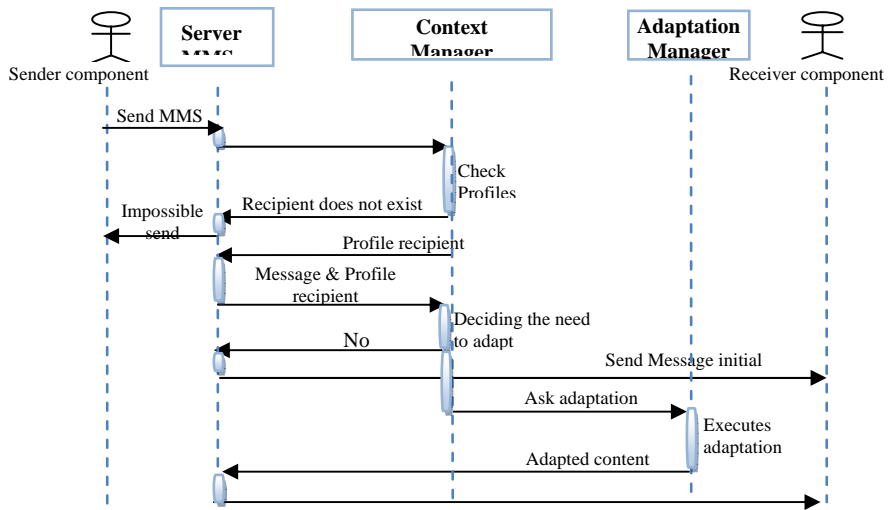 Server
MMS
Context
Manager
Adaptation
Manager
Sender component
Receiver component
Send MMS
Check
Profiles
Recipient does not exist
Impossible
send
Profile recipient
Message & Profile
recipient
Deciding the need
to adapt
No
Send Message initial
Ask adaptation
Executes
adaptation
Adapted content